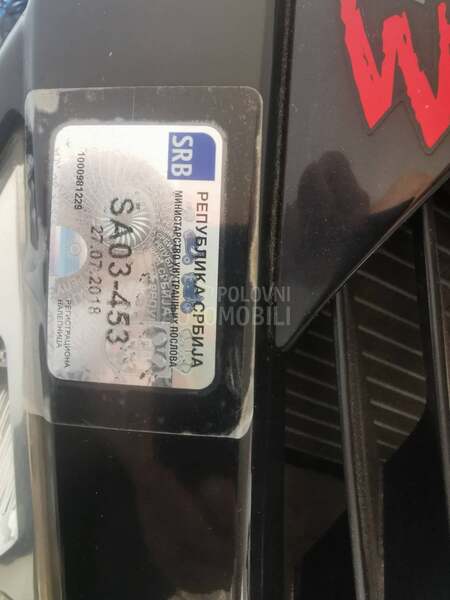 SRB
РЕПУБЛИКА СРБИЈА
МИНИСТАРСТВО УНУТРАШЊИХ ПОСЛОВА
SA03-453
27.07.2018
1000981229
РЕГИСТРАЦИОНА
НАЛЕПНИЦА
POLOVNI
AUTOMOBILI
W